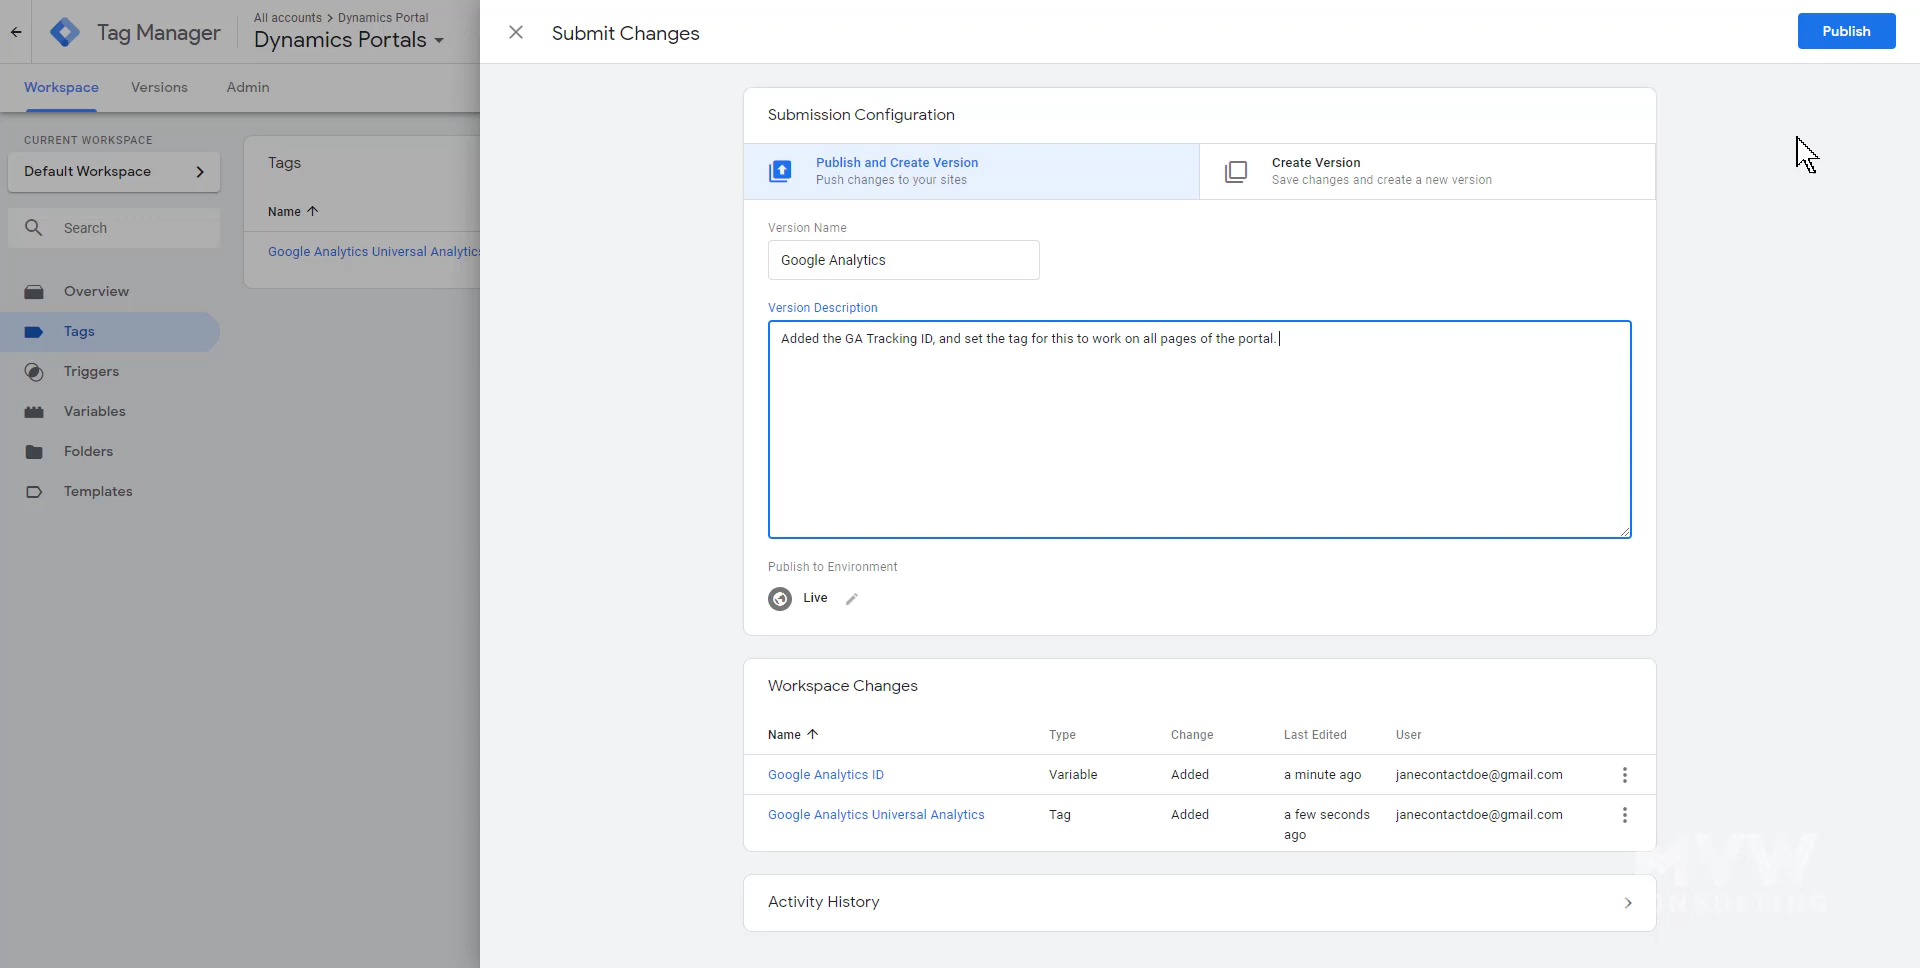 Tag Manager
All accounts > Dynamics Portal
Dynamics Portals
Submit Changes
Publish
Workspace
Versions
Admin
CURRENT WORKSPACE
Default Workspace
Search
Overview
Tags
Triggers
Variables
Folders
Templates
Tags
Name
Google Analytics Universal Analytics
Submission Configuration
Publish and Create Version
Push changes to your sites
Create Version
Save changes and create a new version
Version Name
Google Analytics
Version Description
Added the GA Tracking ID, and set the tag for this to work on all pages of the portal.
Publish to Environment
Live
Workspace Changes
Name Type Change Last Edited User
Google Analytics ID Variable Added a minute ago janecontactdoe@gmail.com
Google Analytics Universal Analytics Tag Added a few seconds janecontactdoe@gmail.com
ago
Activity History